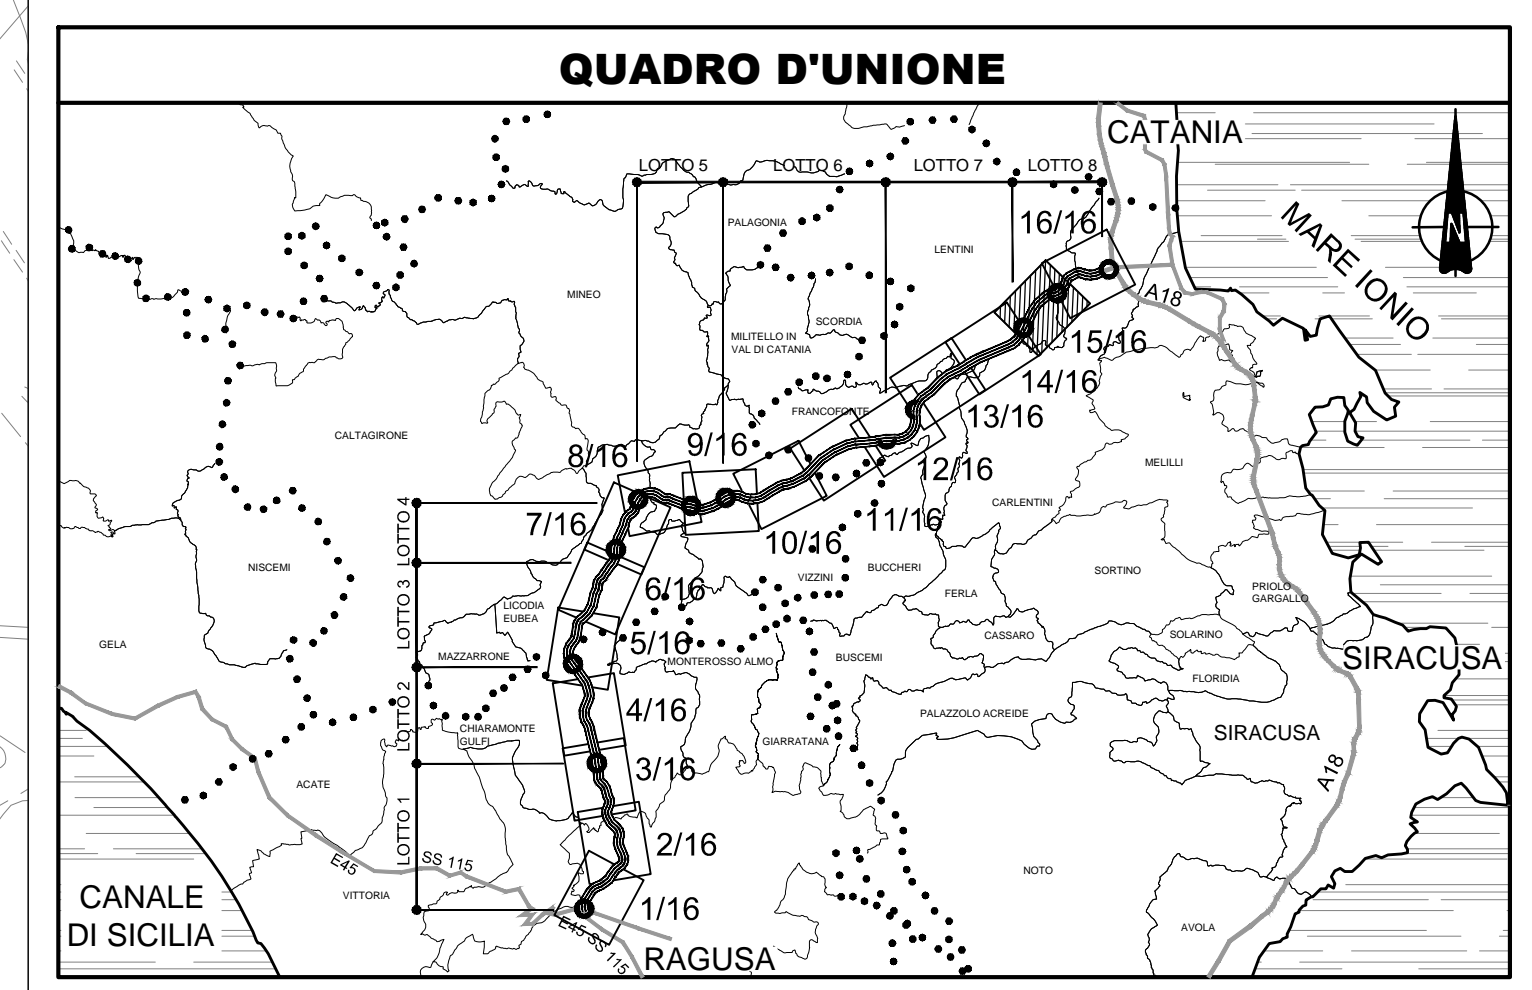 QUADRO D'UNIONE
CATANIA
LOTTO 5
LOTTO 6
LOTTO 7
LOTTO 8
MARE IONIO
N
16/16
PALAGONIA
LENTINI
MINEO
A18
SCORDIA
MILITELLO IN
VAL DI CATANIA
15/16
14/16
FRANCOFONTE
13/16
CALTAGIRONE
9/16
8/16
12/16
MELILLI
CARLENTINI
7/16
LOTTO 4
11/16
10/16
NISCEMI
VIZZINI
BUCCHERI
SORTINO
FERLA
PRIOLO
GARGALLO
6/16
LICODIA
EUBEA
LOTTO 3
GELA
MAZZARRONE
5/16
MONTEROSSO ALMO
BUSCEMI
CASSARO
SOLARINO
SIRACUSA
FLORIDIA
4/16
LOTTO 2
CHIARAMONTE
GULFI
PALAZZOLO ACREIDE
GIARRATANA
SIRACUSA
3/16
A18
ACATE
LOTTO 1
2/16
E45
SS 115
NOTO
VITTORIA
CANALE
DI SICILIA
1/16
E45 SS 115
RAGUSA
AVOLA